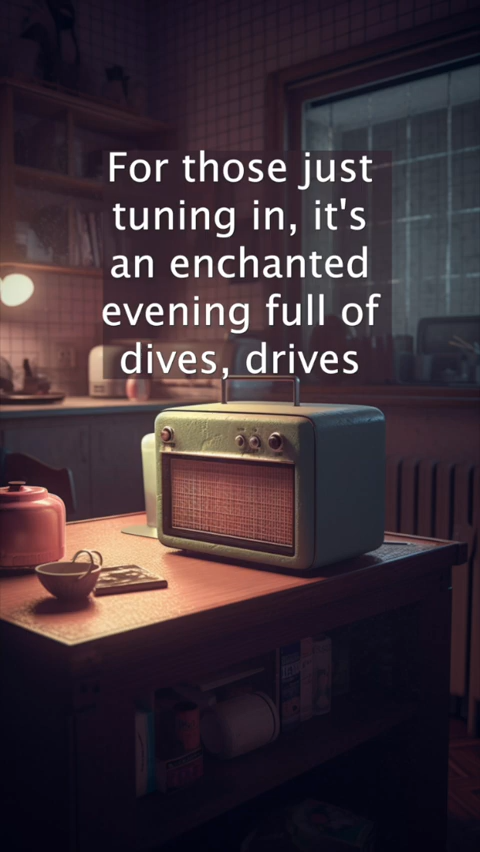 For those just
tuning in, it's
an enchanted
evening full of
dives, drives